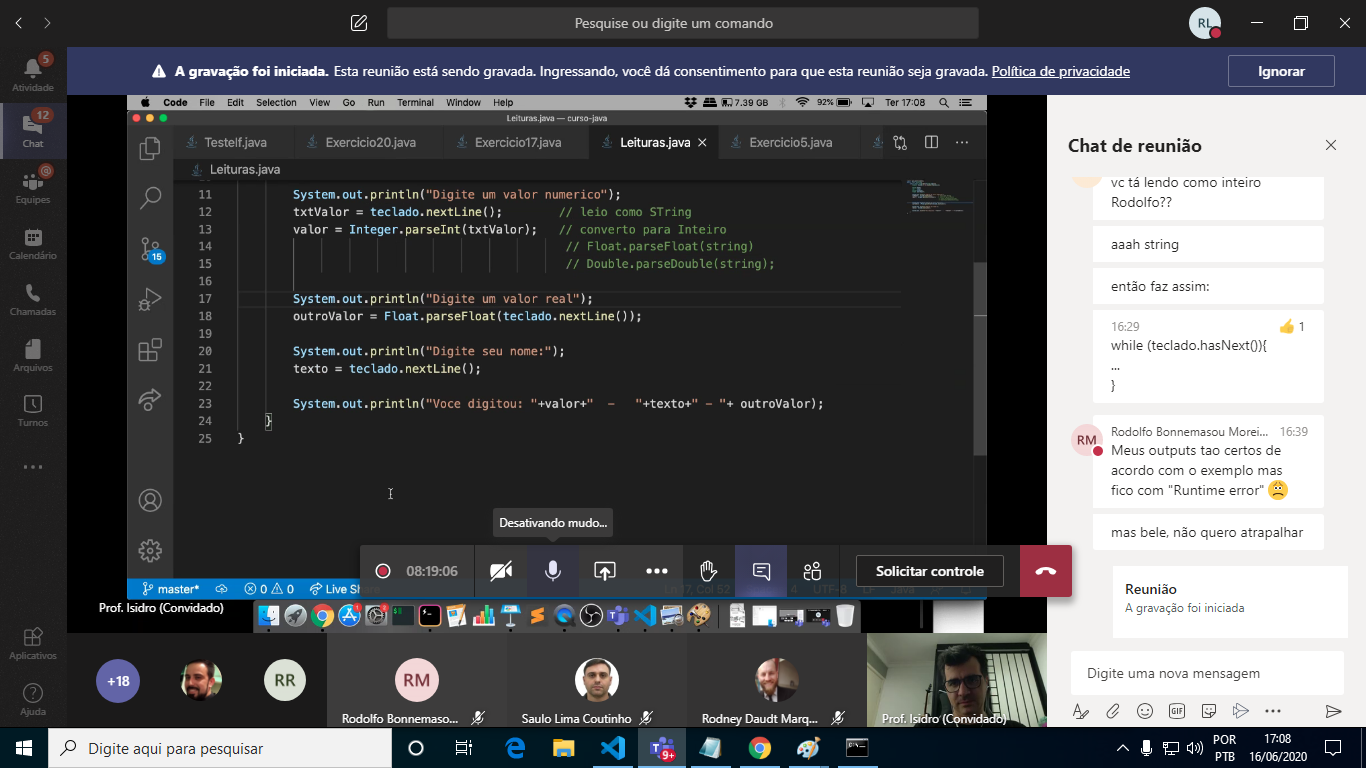 Pesquise ou digite um comando
RL
A gravação foi iniciada. Esta reunião está sendo gravada. Ingressando, você dá consentimento para que esta reunião seja gravada. Política de privacidade
Ignorar
5
Atividade
12
Chat
Equipes
Calendário
Chamadas
Arquivos
Turnos
Aplicativos
Ajuda
Code File Edit Selection View Go Run Terminal Window Help
7.39 GB 92% Ter 17:08
Leituras.java — curso-java
TesteIf.java Exercicio20.java Exercicio17.java Leituras.java Exercicio5.java
Leituras.java
15
11 System.out.println("Digite um valor numerico");
12 txtValor = teclado.nextLine(); // leio como STring
13 valor = Integer.parseInt(txtValor); // converto para Inteiro
14 // Float.parseFloat(string)
15 // Double.parseDouble(string);
16
17 System.out.println("Digite um valor real");
18 outroValor = Float.parseFloat(teclado.nextLine());
19
20 System.out.println("Digite seu nome:");
21 texto = teclado.nextLine();
22
23 System.out.println("Voce digitou: "+valor+" - "+texto+" - "+ outroValor);
24 }
25 }
Desativando mudo...
08:19:06
Solicitar controle
master* 0 0 Live Sh
Ln 17, Col 52 UTF-8 LF Java
Prof. Isidro (Convidado)
+18
RR
RM
Rodolfo Bonnemaso...
Saulo Lima Coutinho
Rodney Daudt Marq...
Prof. Isidro (Convidado)
Chat de reunião
vc tá lendo como inteiro
Rodolfo??
aaah string
então faz assim:
16:29 1
while (teclado.hasNext()){
...
}
RM
Rodolfo Bonnemasou Morei... 16:39
Meus outputs tao certos de
acordo com o exemplo mas
fico com "Runtime error"
mas bele, não quero atrapalhar
Reunião
A gravação foi iniciada
Digite uma nova mensagem
GIF
Digite aqui para pesquisar
9+
POR
PTB
17:08
16/06/2020